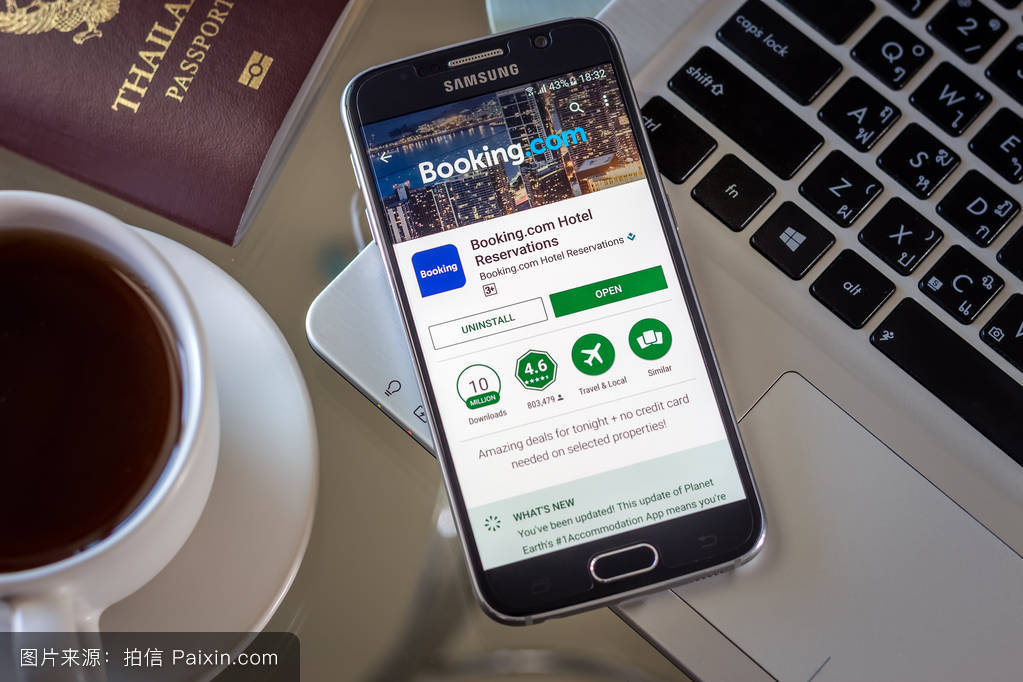 THAILAND
PASSPORT
SAMSUNG
43% 18:32
Booking.com
Booking
Booking.com Hotel
Reservations
Booking.com Hotel Reservations
3+
UNINSTALL
OPEN
10
MILLION
Downloads
4.6
803,479
Travel & Local
Similar
Amazing deals for tonight + no credit card
needed on selected properties!
WHAT'S NEW
You've been updated! This update of Planet
Earth's #1Accommodation App means you're
caps lock
Q
2
shift
A
W
ctrl
S
E
fn
Z
D
X
alt
C
图片来源：拍信 Paixin.com